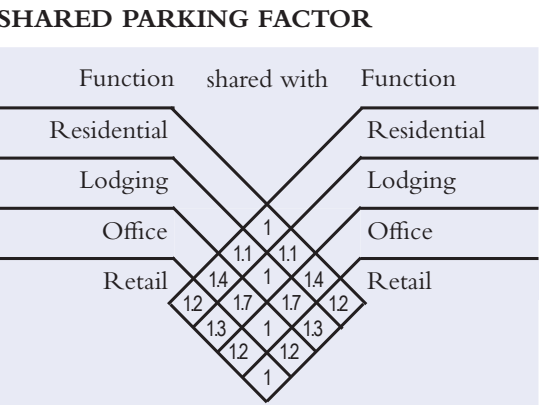 SHARED PARKING FACTOR
Function shared with Function
Residential Residential
Lodging Lodging
1
Office Office
1.1 1.1
Retail 1.4 1 1.4 Retail
1.2 1.7 1.7 1.2
1.3 1 1.3
1.2 1.2
1